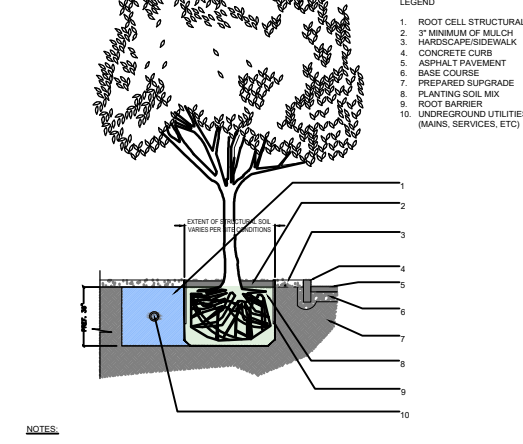 LEGEND
1. ROOT CELL STRUCTURAL
2. 3" MINIMUM OF MULCH
3. HARDSCAPE/SIDEWALK
4. CONCRETE CURB
5. ASPHALT PAVEMENT
6. BASE COURSE
7. PREPARED SUPGRADE
8. PLANTING SOIL MIX
9. ROOT BARRIER
10. UNDREGROUND UTILITIES
(MAINS, SERVICES, ETC)
EXTENT OF STRUCTURAL SOIL
VARIES PER SITE CONDITIONS
1
2
3
4
5
6
7
8
9
10
NOTES: